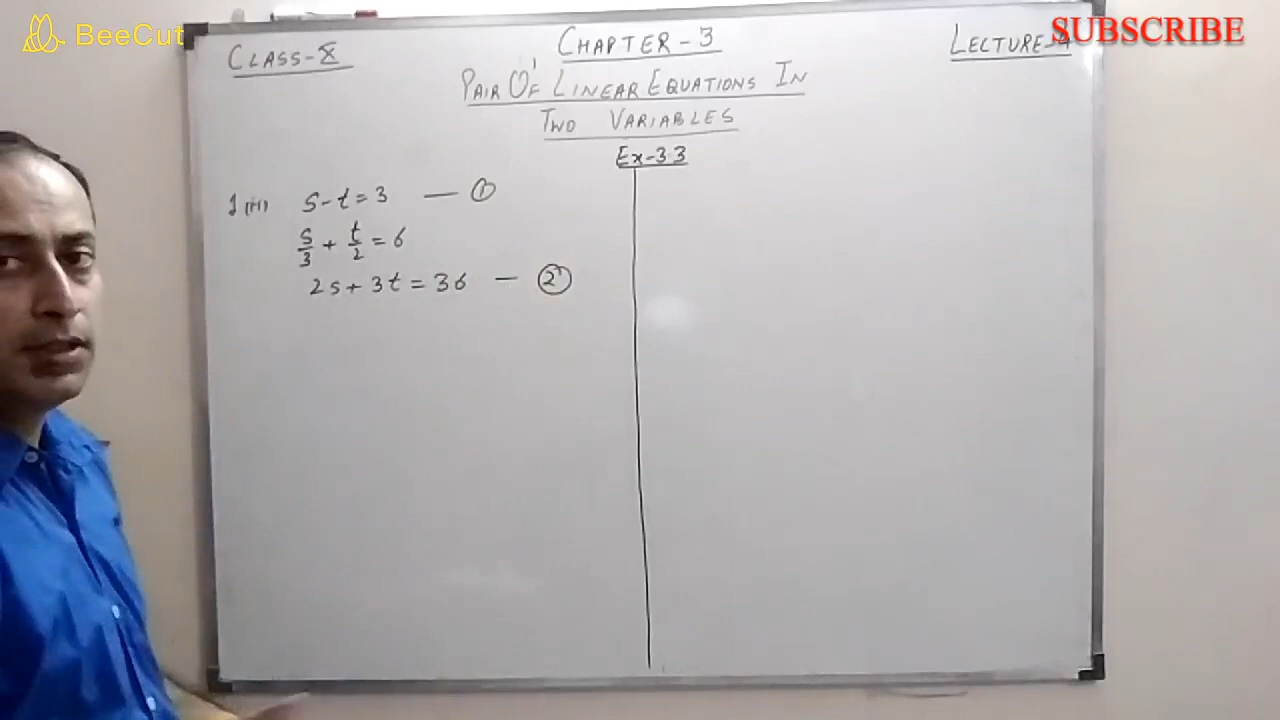 BeeCut
SUBSCRIBE
CLASS-X
CHAPTER-3
LECTURE-4
PAIR OF LINEAR EQUATIONS IN
TWO VARIABLES
Ex-3.3
1(ii) s-t=3 — ①
s/3 + t/2 = 6
2s+3t=36 — ②